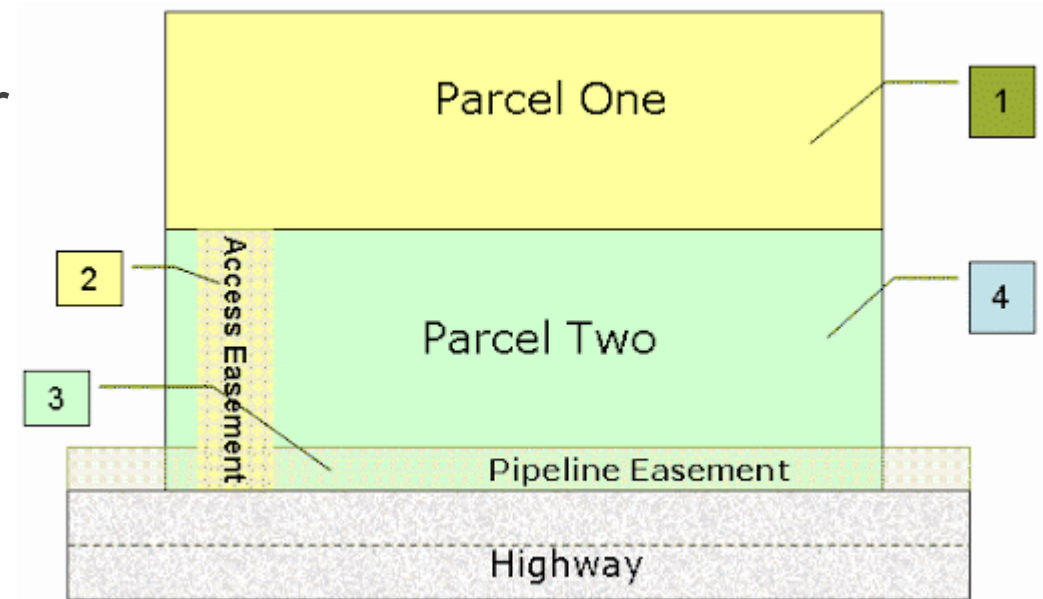 r
Parcel One
1
2
Access Easement
4
Parcel Two
3
Pipeline Easement
Highway